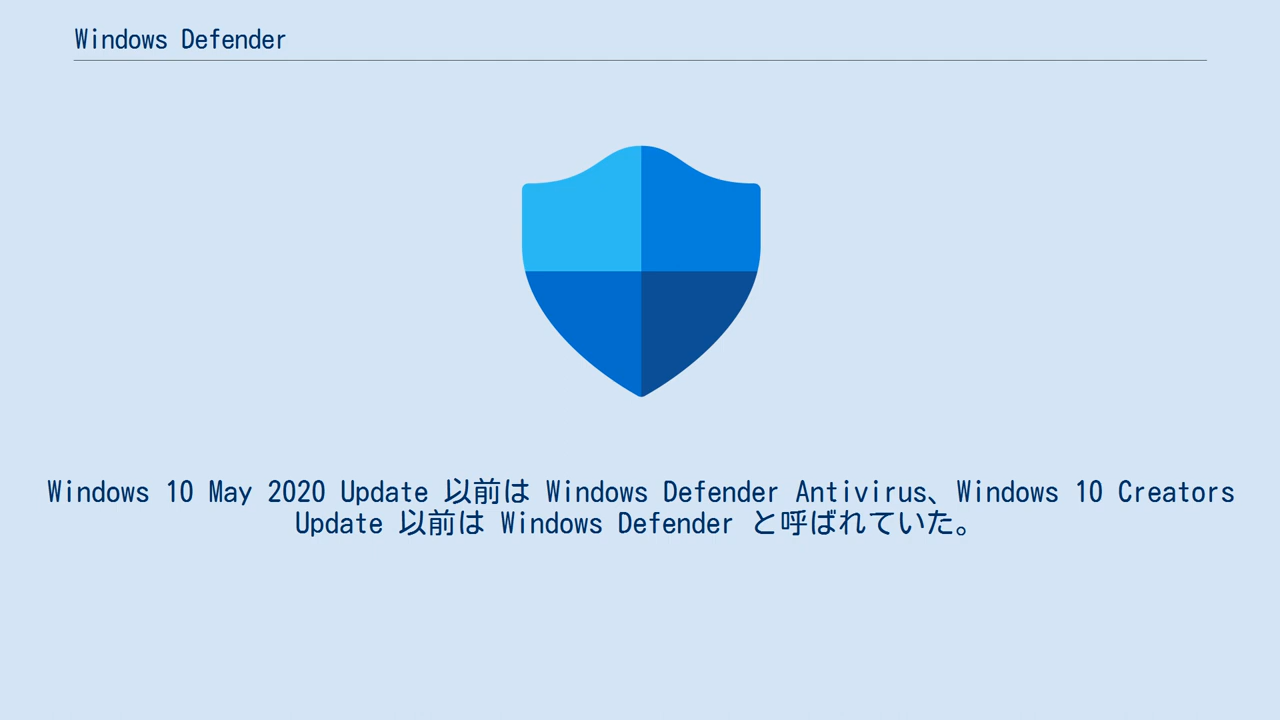 Windows Defender
Windows 10 May 2020 Update 以前は Windows Defender Antivirus、Windows 10 Creators
Update 以前は Windows Defender と呼ばれていた。